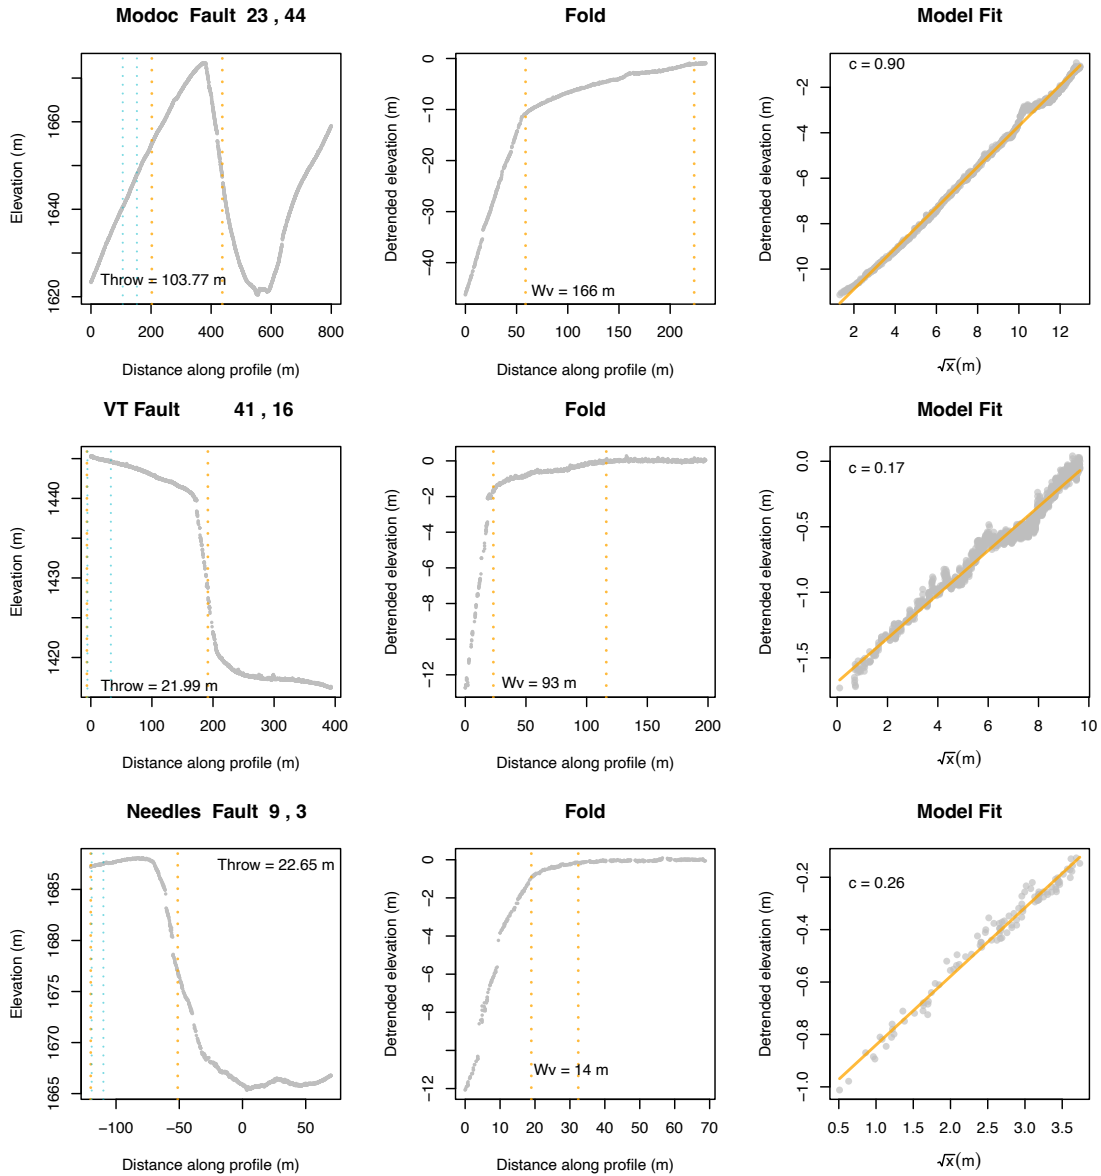 Modoc Fault 23 , 44
Fold
Model Fit
Elevation (m)
1620 1640 1660
Throw = 103.77 m
0 200 400 600 800
Distance along profile (m)
Detrended elevation (m)
−40 −30 −20 −10 0
Wv = 166 m
0 50 100 150 200
Distance along profile (m)
Detrended elevation (m)
−10 −8 −6 −4 −2
c = 0.90
2 4 6 8 10 12
√x(m)
VT Fault 41 , 16
Fold
Model Fit
Elevation (m)
1420 1430 1440
Throw = 21.99 m
0 100 200 300 400
Distance along profile (m)
Detrended elevation (m)
−12 −8 −6 −4 −2 0
Wv = 93 m
0 50 100 150 200
Distance along profile (m)
Detrended elevation (m)
−1.5 −1.0 −0.5 0.0
c = 0.17
0 2 4 6 8 10
√x(m)
Needles Fault 9 , 3
Fold
Model Fit
Elevation (m)
1665 1670 1675 1680 1685
Throw = 22.65 m
−100 −50 0 50
Distance along profile (m)
Detrended elevation (m)
−12 −8 −6 −4 −2 0
Wv = 14 m
0 10 20 30 40 50 60 70
Distance along profile (m)
Detrended elevation (m)
−1.0 −0.8 −0.6 −0.4 −0.2
c = 0.26
0.5 1.0 1.5 2.0 2.5 3.0 3.5
√x(m)